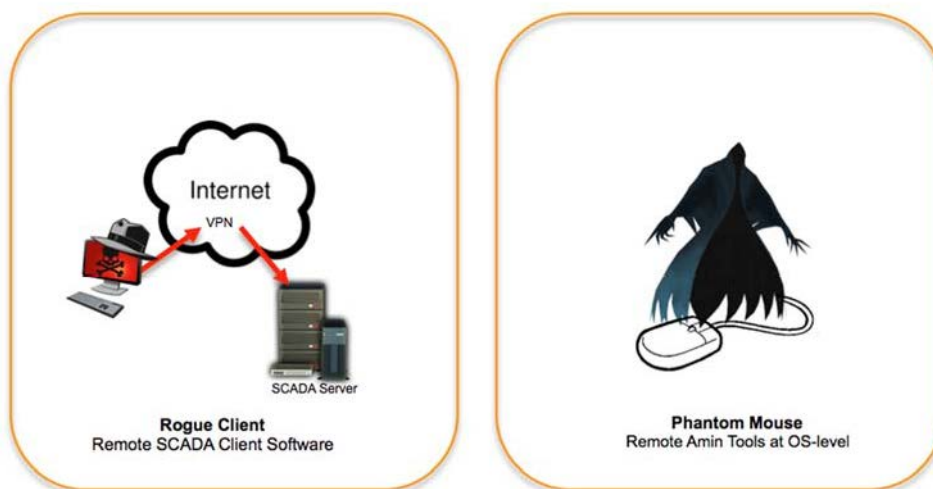 Internet
VPN
SCADA Server
Rogue Client
Remote SCADA Client Software
Phantom Mouse
Remote Amin Tools at OS-level